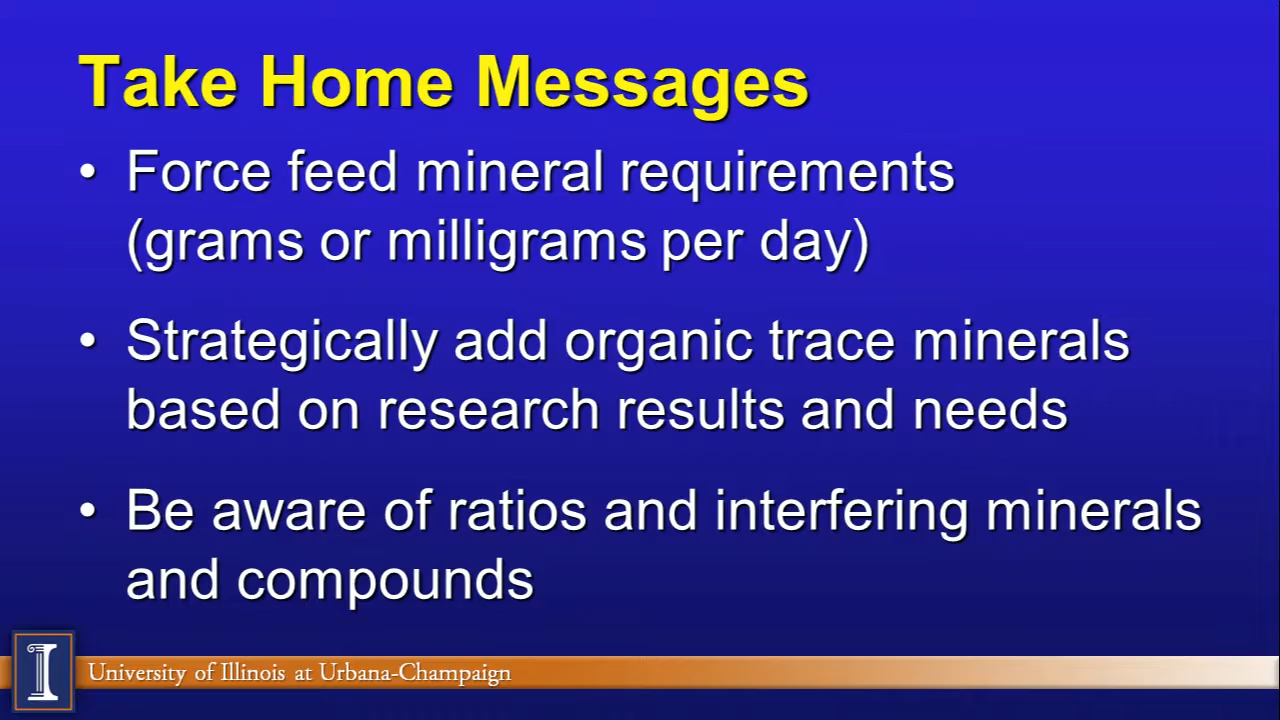 Take Home Messages
• Force feed mineral requirements
(grams or milligrams per day)
• Strategically add organic trace minerals
based on research results and needs
• Be aware of ratios and interfering minerals
and compounds
I
University of Illinois at Urbana-Champaign